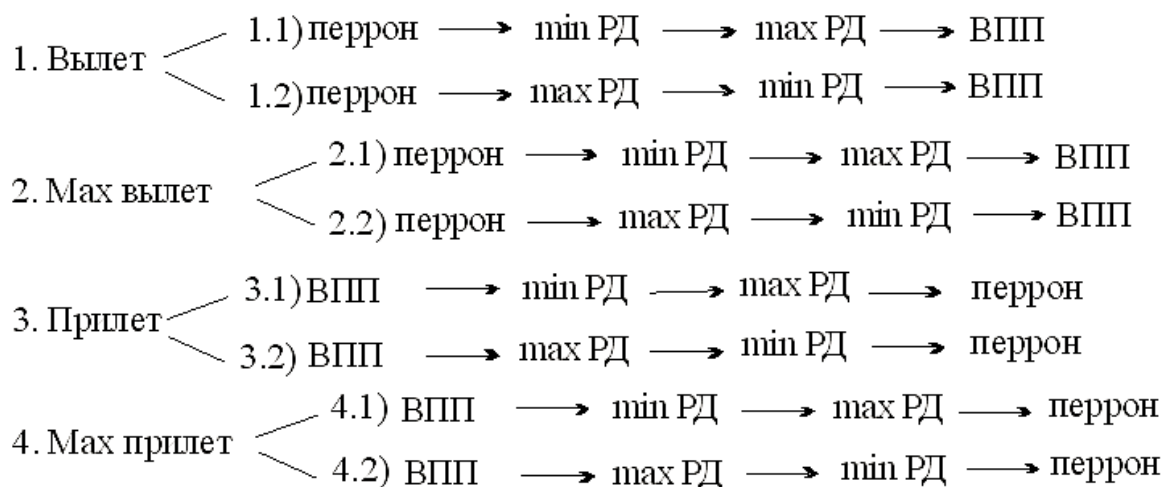 1. Вылет
1.1) перрон → min РД → max РД → ВПП
1.2) перрон → max РД → min РД → ВПП
2. Max вылет
2.1) перрон → min РД → max РД → ВПП
2.2) перрон → max РД → min РД → ВПП
3. Прилет
3.1) ВПП → min РД → max РД → перрон
3.2) ВПП → max РД → min РД → перрон
4. Max прилет
4.1) ВПП → min РД → max РД → перрон
4.2) ВПП → max РД → min РД → перрон